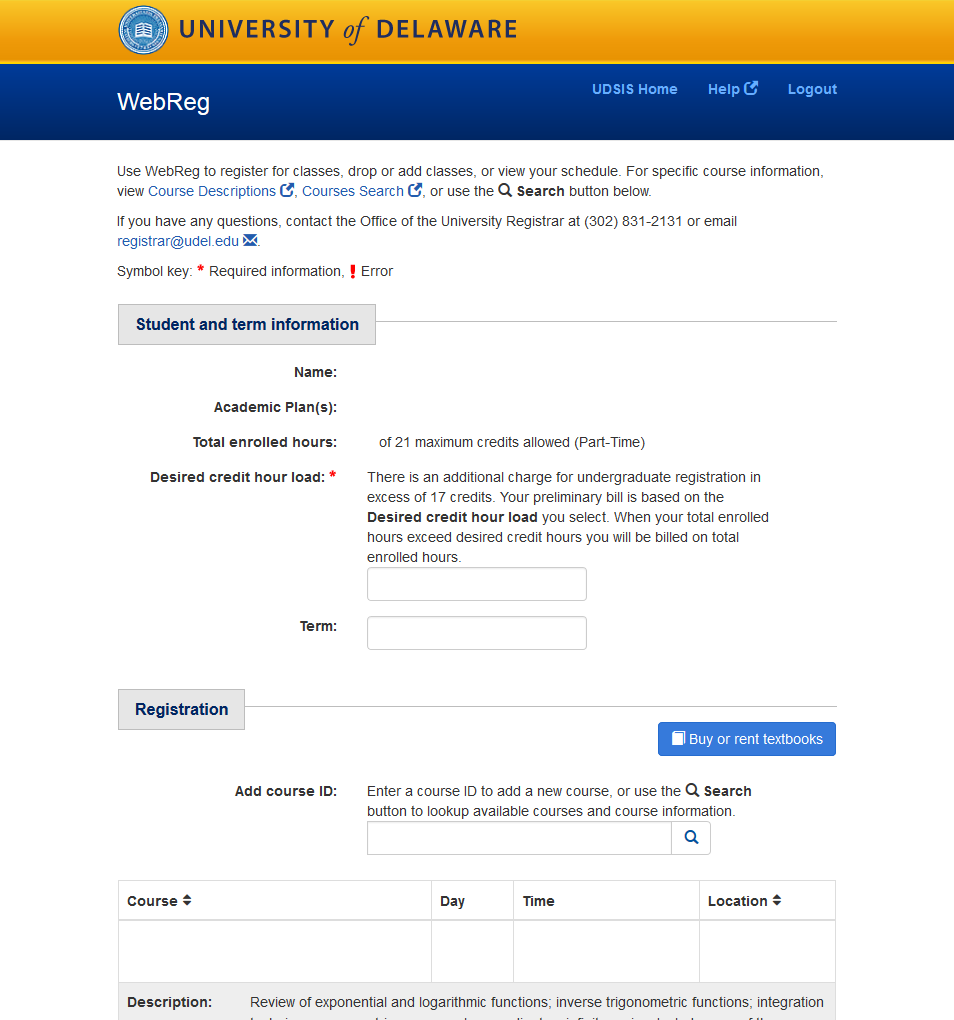 UNIVERSITY of DELAWARE
WebReg
UDSIS Home Help Logout
Use WebReg to register for classes, drop or add classes, or view your schedule. For specific course information,
view Course Descriptions , Courses Search , or use the Search button below.
If you have any questions, contact the Office of the University Registrar at (302) 831-2131 or email
registrar@udel.edu .
Symbol key: * Required information, ! Error
Student and term information
Name:
Academic Plan(s):
Total enrolled hours: of 21 maximum credits allowed (Part-Time)
Desired credit hour load: * There is an additional charge for undergraduate registration in
excess of 17 credits. Your preliminary bill is based on the
Desired credit hour load you select. When your total enrolled
hours exceed desired credit hours you will be billed on total
enrolled hours.
Term:
Registration
Buy or rent textbooks
Add course ID: Enter a course ID to add a new course, or use the Search
button to lookup available courses and course information.
Course Day Time Location
Description: Review of exponential and logarithmic functions; inverse trigonometric functions; integration